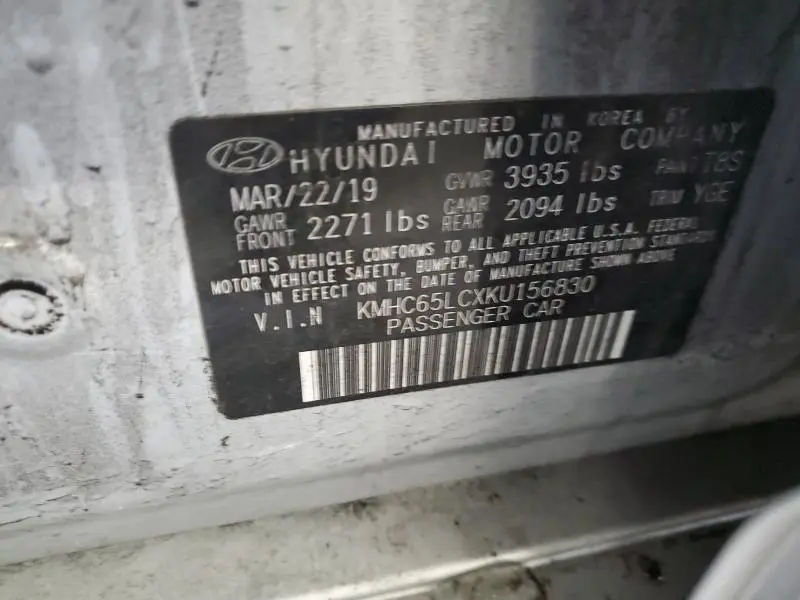 MANUFACTURED IN KOREA BY
HYUNDAI MOTOR COMPANY
MAR/22/19 GVWR 3935 lbs PAINT T8S
GAWR FRONT 2271 lbs GAWR REAR 2094 lbs TRIM YGE
THIS VEHICLE CONFORMS TO ALL APPLICABLE U.S.A. FEDERAL
MOTOR VEHICLE SAFETY, BUMPER, AND THEFT PREVENTION STANDARDS
IN EFFECT ON THE DATE OF MANUFACTURE SHOWN ABOVE
V.I.N KMHC65LCXKU156830
PASSENGER CAR